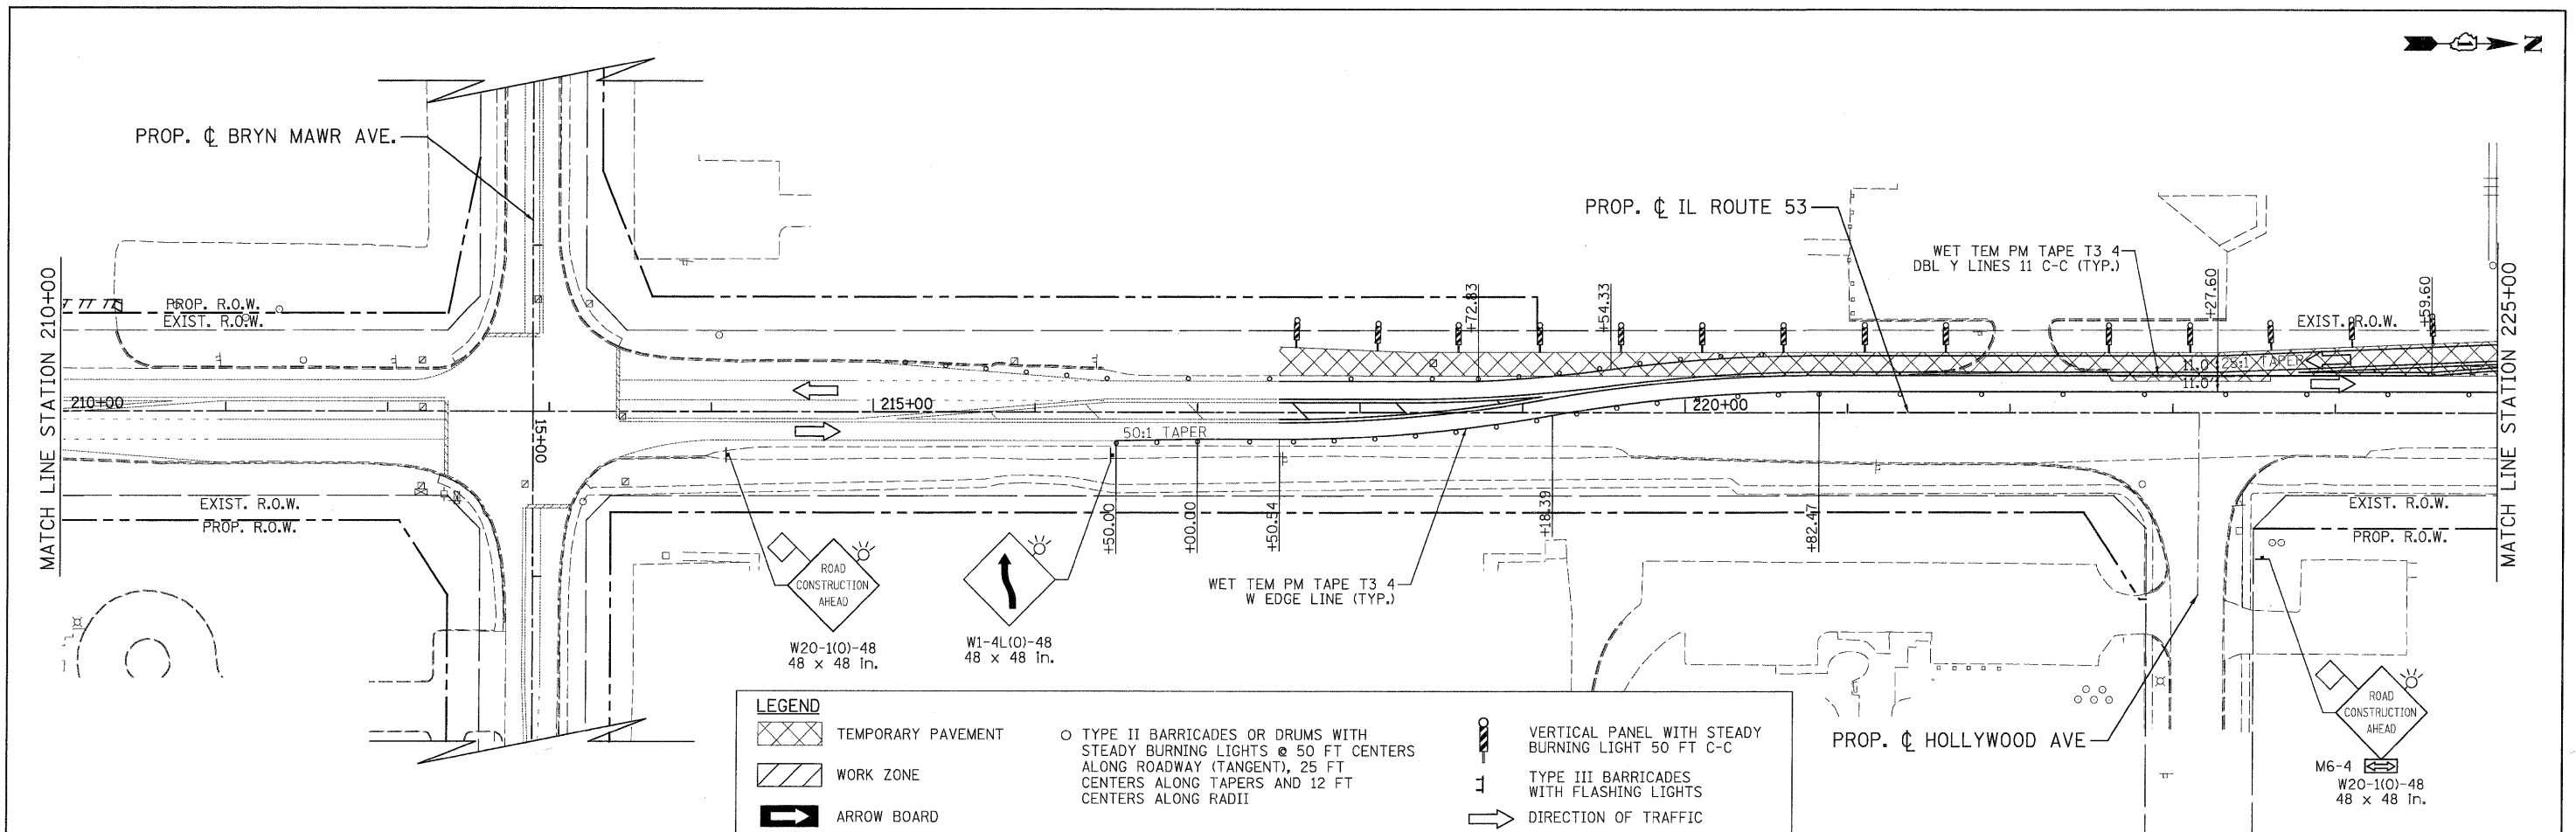 N
PROP. ℄ BRYN MAWR AVE.
PROP. ℄ IL ROUTE 53
WET TEM PM TAPE T3 4
DBL Y LINES 11 C-C (TYP.)
MATCH LINE STATION 210+00
PROP. R.O.W.
EXIST. R.O.W.
+72.83
+54.33
+27.60
+59.60
EXIST. R.O.W.
MATCH LINE STATION 225+00
11.0'
25:1 TAPER
11.0'
210+00
215+00
220+00
15+00
50:1 TAPER
EXIST. R.O.W.
PROP. R.O.W.
+50.00
+00.00
+50.54
+18.39
+82.47
EXIST. R.O.W.
PROP. R.O.W.
ROAD
CONSTRUCTION
AHEAD
W20-1(O)-48
48 x 48 in.
W1-4L(O)-48
48 x 48 in.
WET TEM PM TAPE T3 4
W EDGE LINE (TYP.)
PROP. ℄ HOLLYWOOD AVE
ROAD
CONSTRUCTION
AHEAD
M6-4
W20-1(O)-48
48 x 48 in.
LEGEND
TEMPORARY PAVEMENT
WORK ZONE
ARROW BOARD
TYPE II BARRICADES OR DRUMS WITH
STEADY BURNING LIGHTS @ 50 FT CENTERS
ALONG ROADWAY (TANGENT), 25 FT
CENTERS ALONG TAPERS AND 12 FT
CENTERS ALONG RADII
VERTICAL PANEL WITH STEADY
BURNING LIGHT 50 FT C-C
TYPE III BARRICADES
WITH FLASHING LIGHTS
DIRECTION OF TRAFFIC